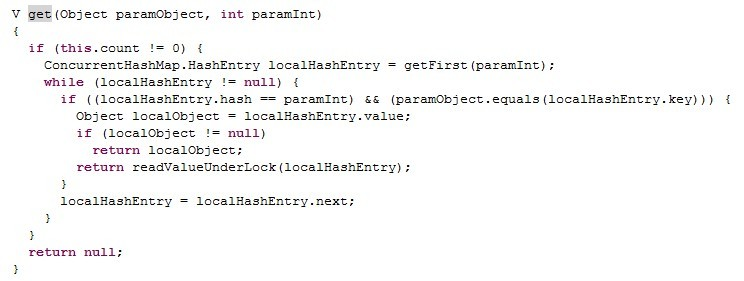 V get(Object paramObject, int paramInt)
{
  if (this.count != 0) {
    ConcurrentHashMap.HashEntry localHashEntry = getFirst(paramInt);
    while (localHashEntry != null) {
      if ((localHashEntry.hash == paramInt) && (paramObject.equals(localHashEntry.key))) {
        Object localObject = localHashEntry.value;
        if (localObject != null)
          return localObject;
        return readValueUnderLock(localHashEntry);
      }
      localHashEntry = localHashEntry.next;
    }
  }
  return null;
}